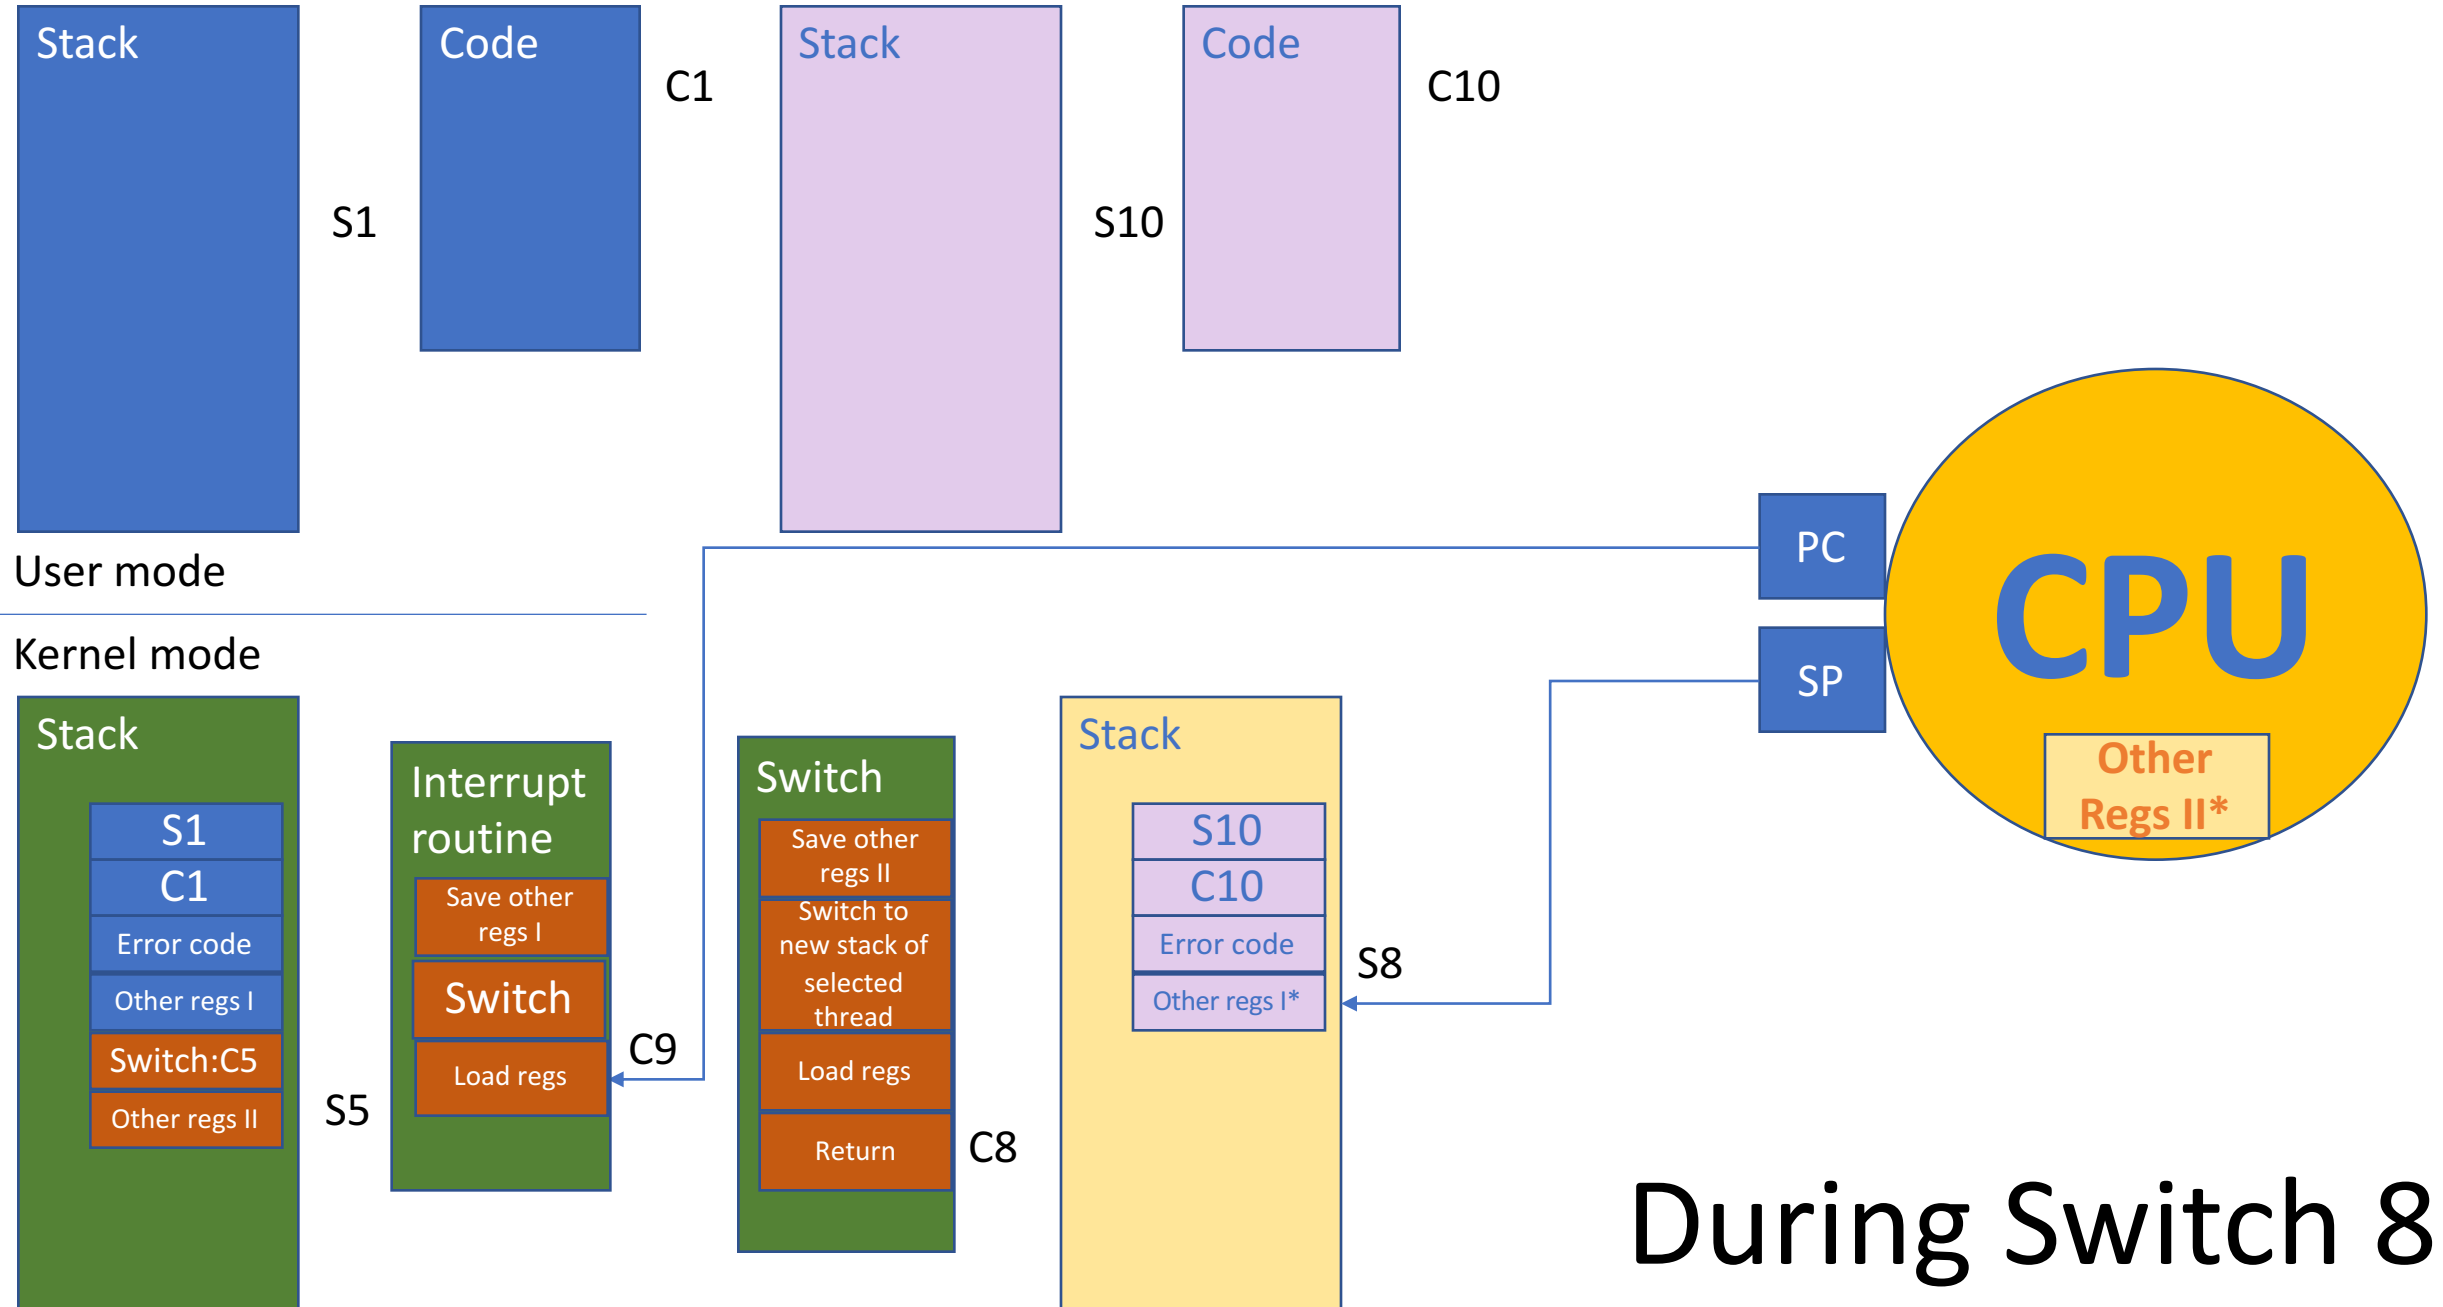 Stack
Code
C1
S1
Stack
Code
C10
S10
User mode
Kernel mode
PC
SP
CPU
Other
Regs II*
Stack
S1
C1
Error code
Other regs I
Switch:C5
Other regs II
S5
Interrupt
routine
Save other
regs I
Switch
Load regs
C9
Switch
Save other
regs II
Switch to
new stack of
selected
thread
Load regs
Return
C8
Stack
S10
C10
Error code
Other regs I*
S8
During Switch 8